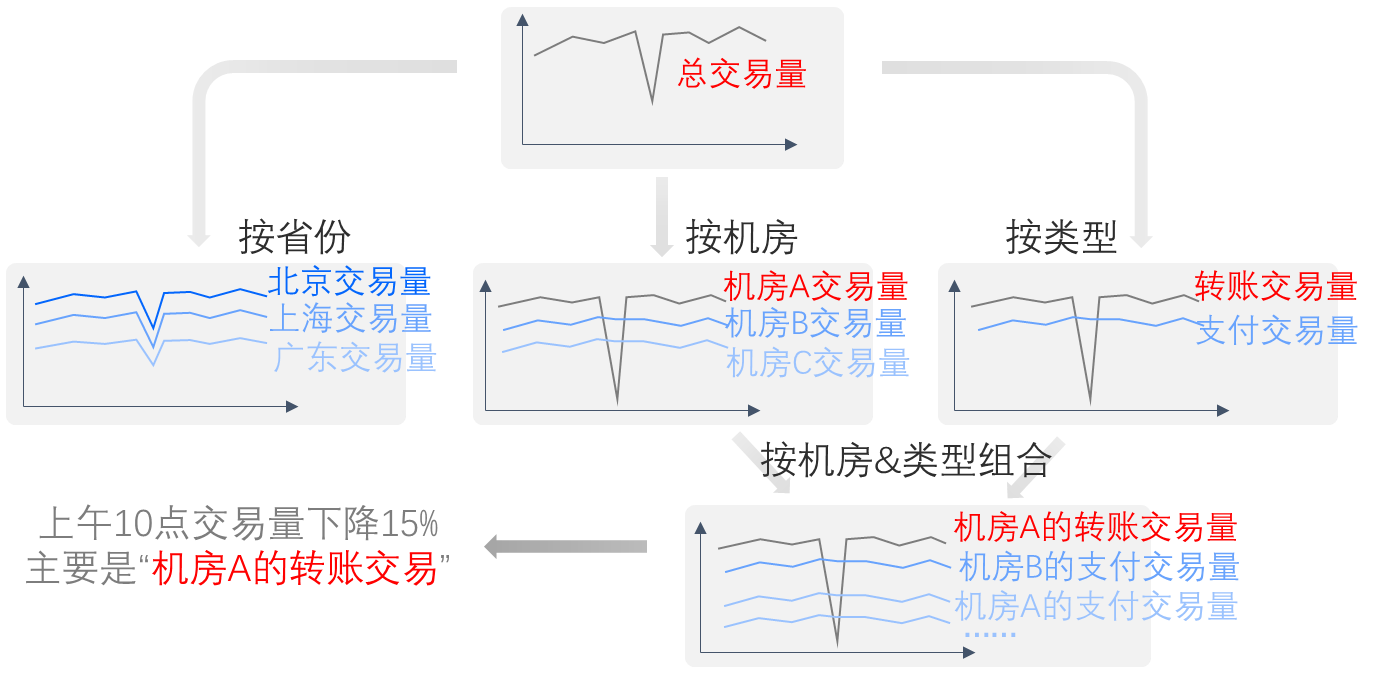 总交易量
按省份
按机房
按类型
北京交易量
上海交易量
广东交易量
机房A交易量
机房B交易量
机房C交易量
转账交易量
支付交易量
按机房&类型组合
机房A的转账交易量
机房B的支付交易量
机房A的支付交易量
……
上午10点交易量下降15%
主要是“机房A的转账交易”